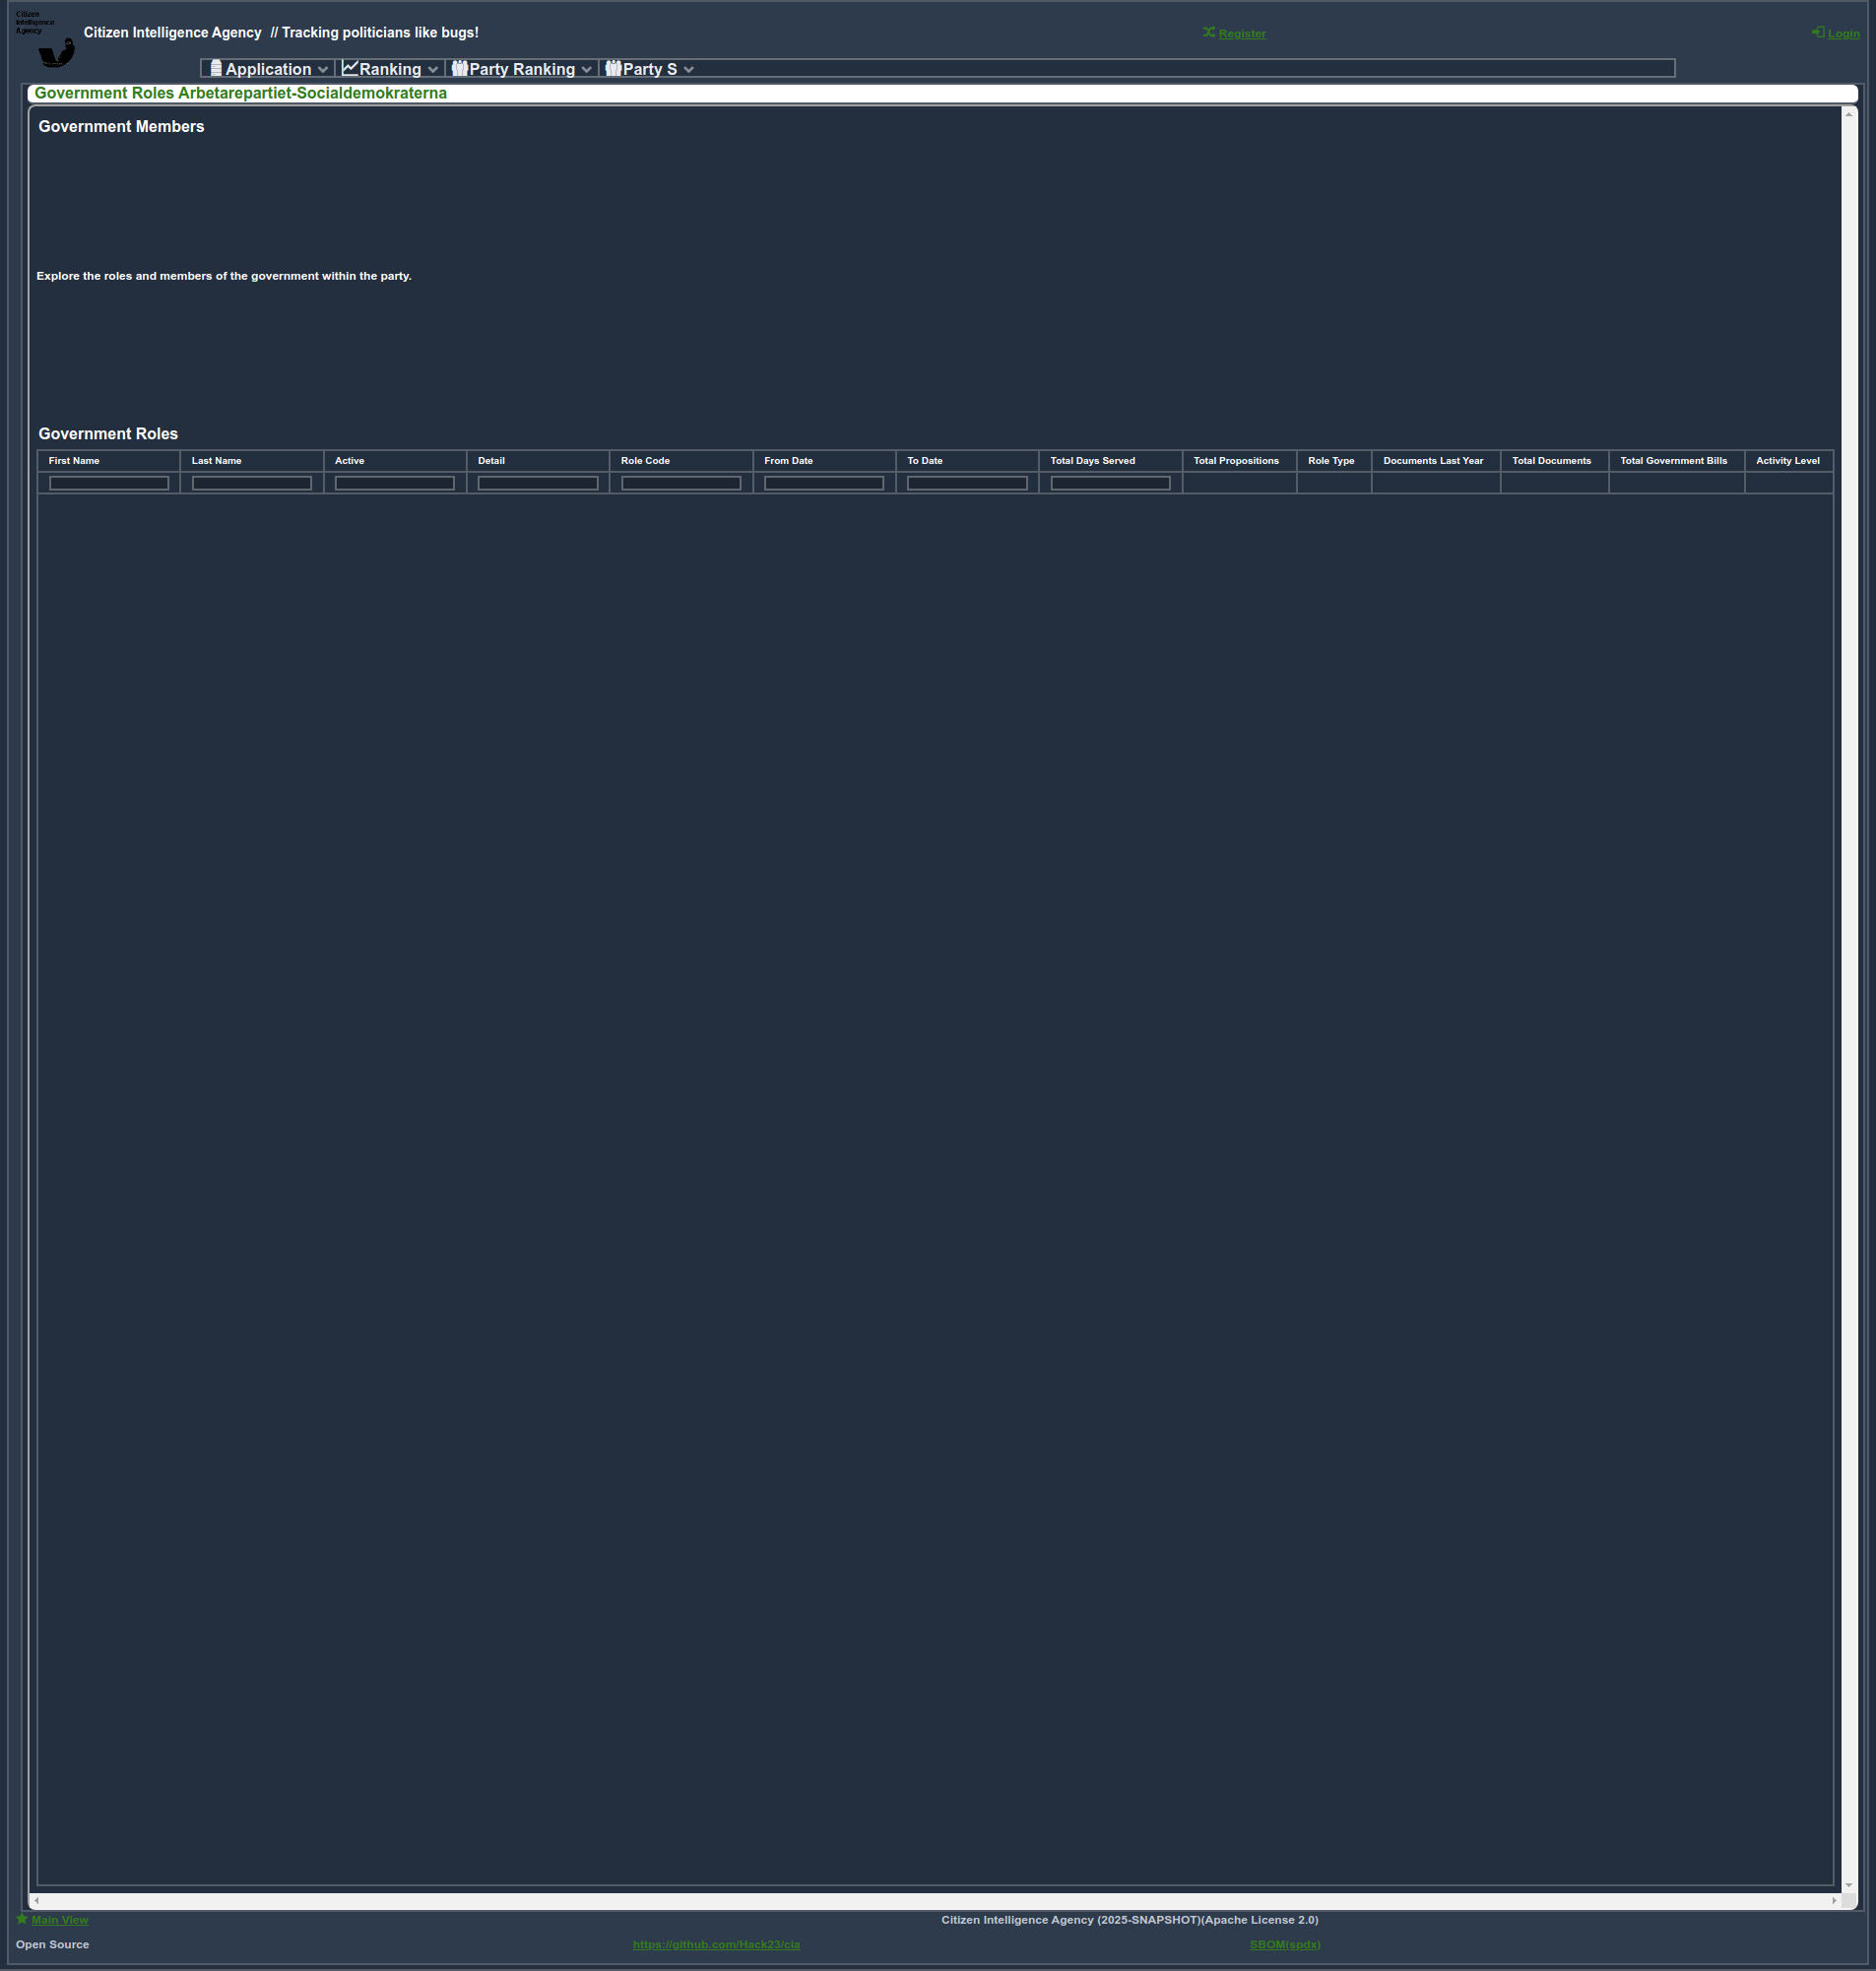 Citizen
Intelligence
Agency
Citizen Intelligence Agency // Tracking politicians like bugs!
Register
Login
Application
Ranking
Party Ranking
Party S
Government Roles Arbetarepartiet-Socialdemokraterna
Government Members
Explore the roles and members of the government within the party.
Government Roles
First Name Last Name Active Detail Role Code From Date To Date Total Days Served Total Propositions Role Type Documents Last Year Total Documents Total Government Bills Activity Level
Main View
Citizen Intelligence Agency (2025-SNAPSHOT)(Apache License 2.0)
Open Source
https://github.com/Hack23/cia
SBOM(spdx)